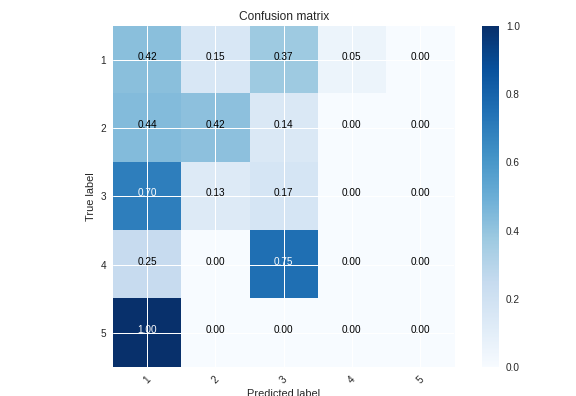 Confusion matrix
1 0.42 0.15 0.37 0.05 0.00
2 0.44 0.42 0.14 0.00 0.00
3 0.70 0.13 0.17 0.00 0.00
4 0.25 0.00 0.75 0.00 0.00
5 1.00 0.00 0.00 0.00 0.00
True label
1 2 3 4 5
Predicted label
1.0
0.8
0.6
0.4
0.2
0.0